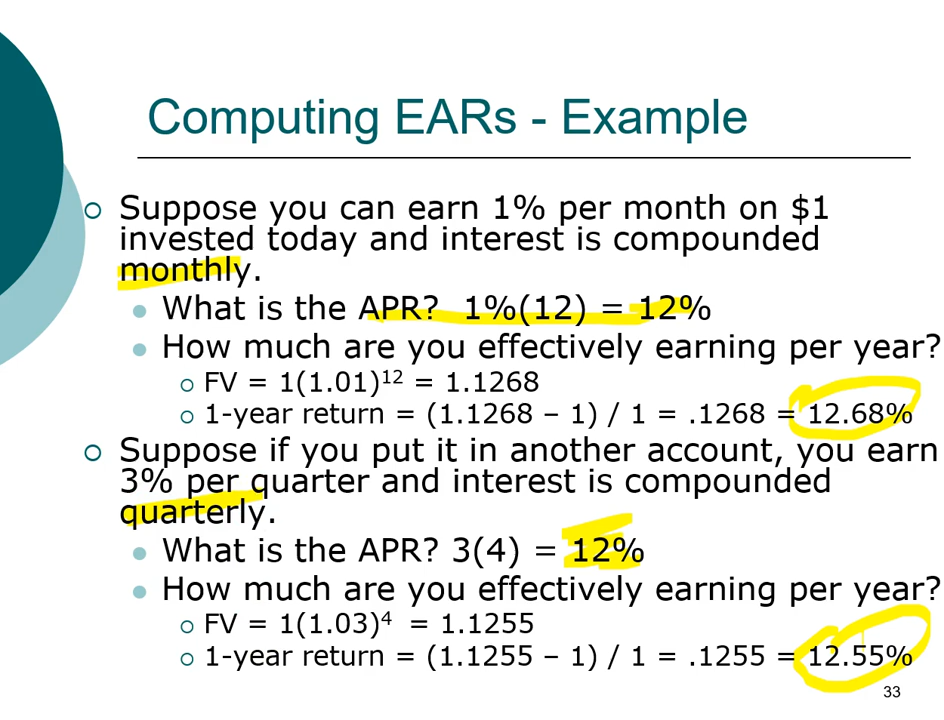 Computing EARs - Example
Suppose you can earn 1% per month on $1
invested today and interest is compounded
monthly.
What is the APR? 1%(12) = 12%
How much are you effectively earning per year?
FV = 1(1.01)¹² = 1.1268
1-year return = (1.1268 – 1) / 1 = .1268 = 12.68%
Suppose if you put it in another account, you earn
3% per quarter and interest is compounded
quarterly.
What is the APR? 3(4) = 12%
How much are you effectively earning per year?
FV = 1(1.03)⁴ = 1.1255
1-year return = (1.1255 – 1) / 1 = .1255 = 12.55%
33